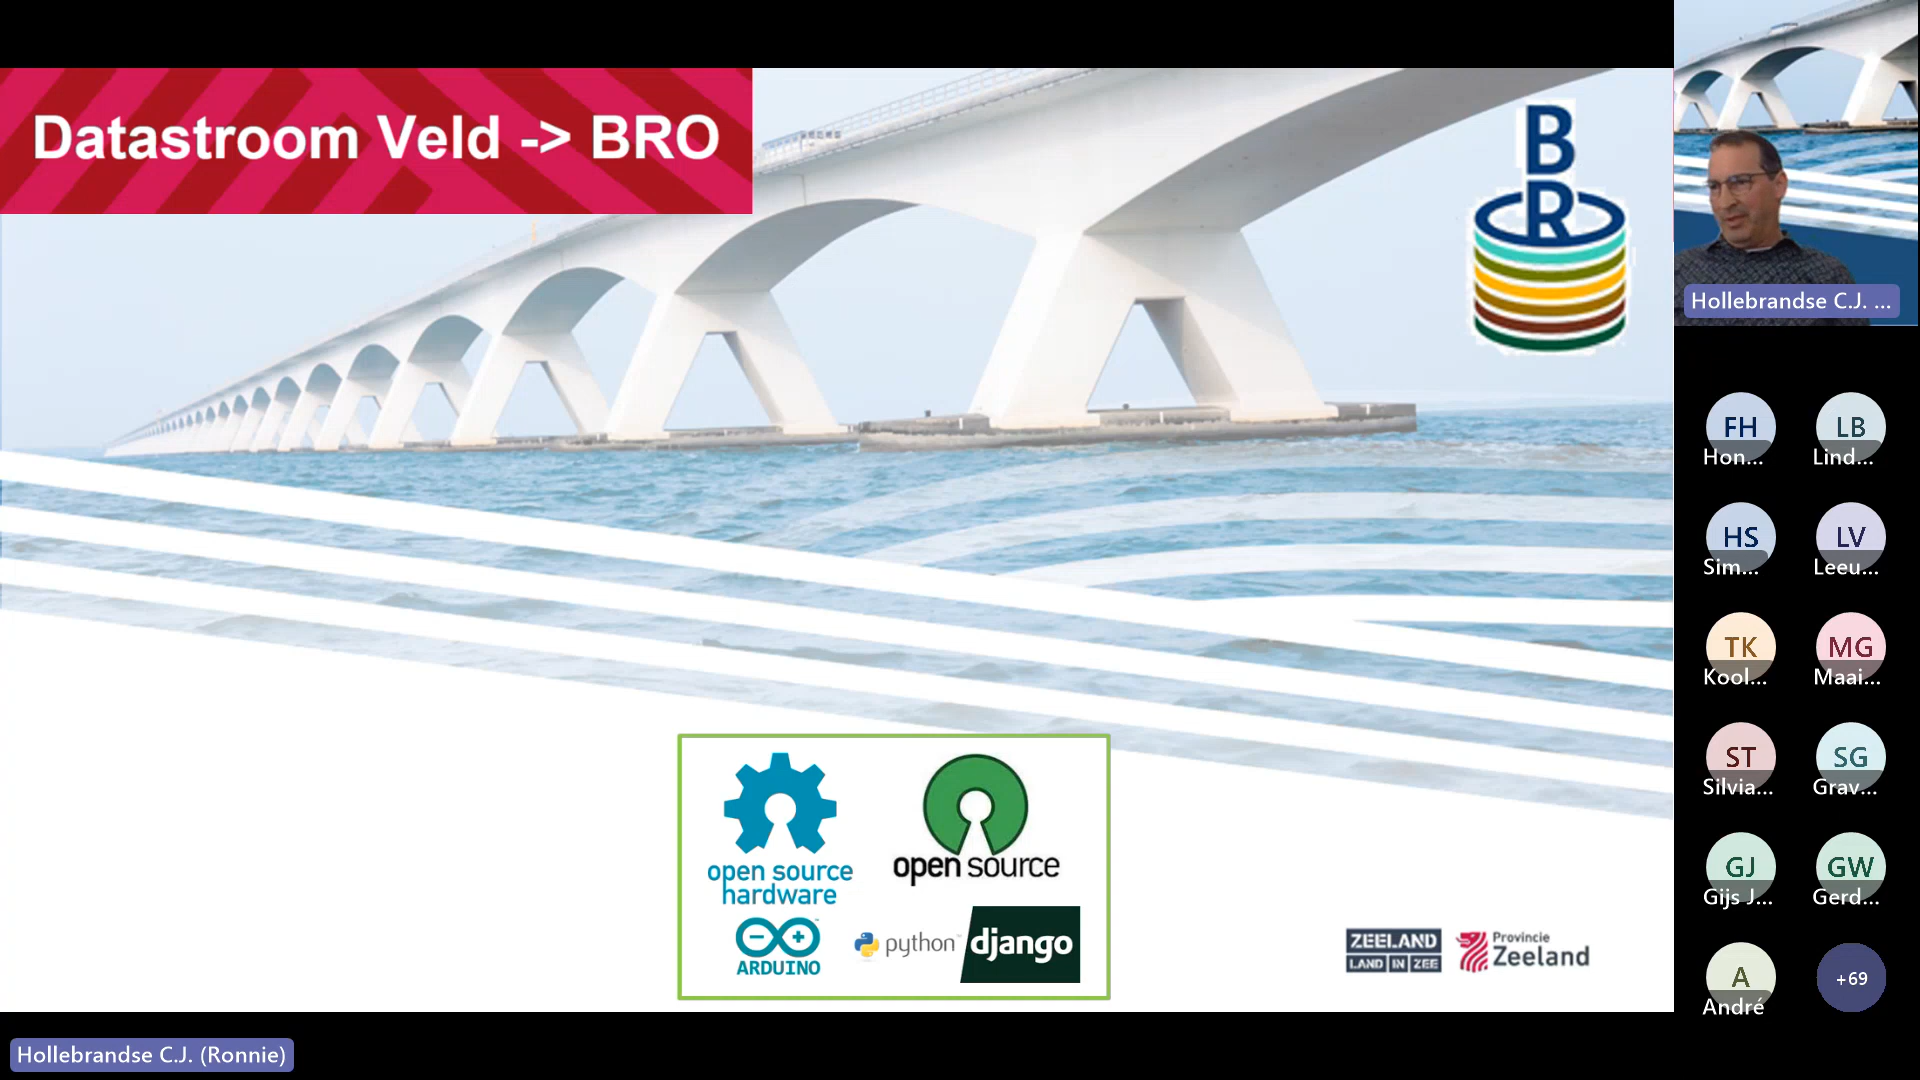 Datastroom Veld -> BRO
B
R
open source
hardware
open source
ARDUINO
python
django
ZEELAND
LAND IN ZEE
Provincie
Zeeland
Hollebrandse C.J. ...
FH
Hon...
LB
Lind...
HS
Sim...
LV
Leeu...
TK
Kool...
MG
Maai...
ST
Silvia...
SG
Grav...
GJ
Gijs J...
GW
Gerd...
A
André
+69
Hollebrandse C.J. (Ronnie)